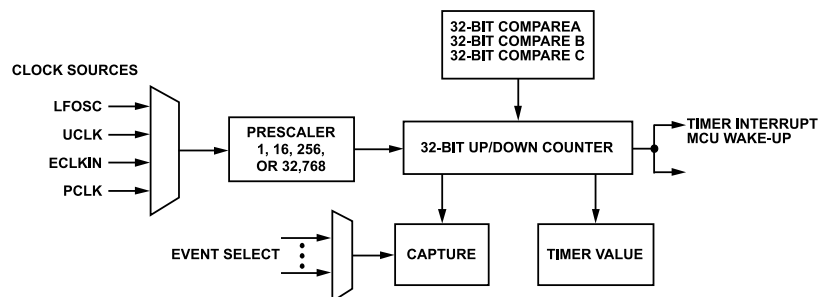 32-BIT COMPAREA
32-BIT COMPARE B
32-BIT COMPARE C
CLOCK SOURCES
LFOSC
UCLK
ECLKIN
PCLK
PRESCALER
1, 16, 256,
OR 32,768
32-BIT UP/DOWN COUNTER
TIMER INTERRUPT
MCU WAKE-UP
EVENT SELECT
CAPTURE
TIMER VALUE